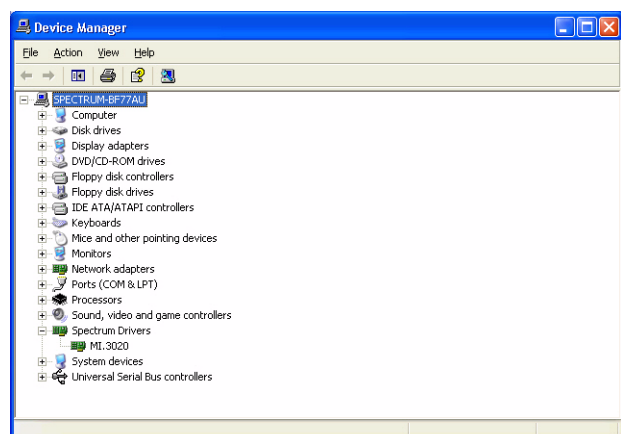 Device Manager
File Action View Help
SPECTRUM-BF77AU
Computer
Disk drives
Display adapters
DVD/CD-ROM drives
Floppy disk controllers
Floppy disk drives
IDE ATA/ATAPI controllers
Keyboards
Mice and other pointing devices
Monitors
Network adapters
Ports (COM & LPT)
Processors
Sound, video and game controllers
Spectrum Drivers
MI.3020
System devices
Universal Serial Bus controllers